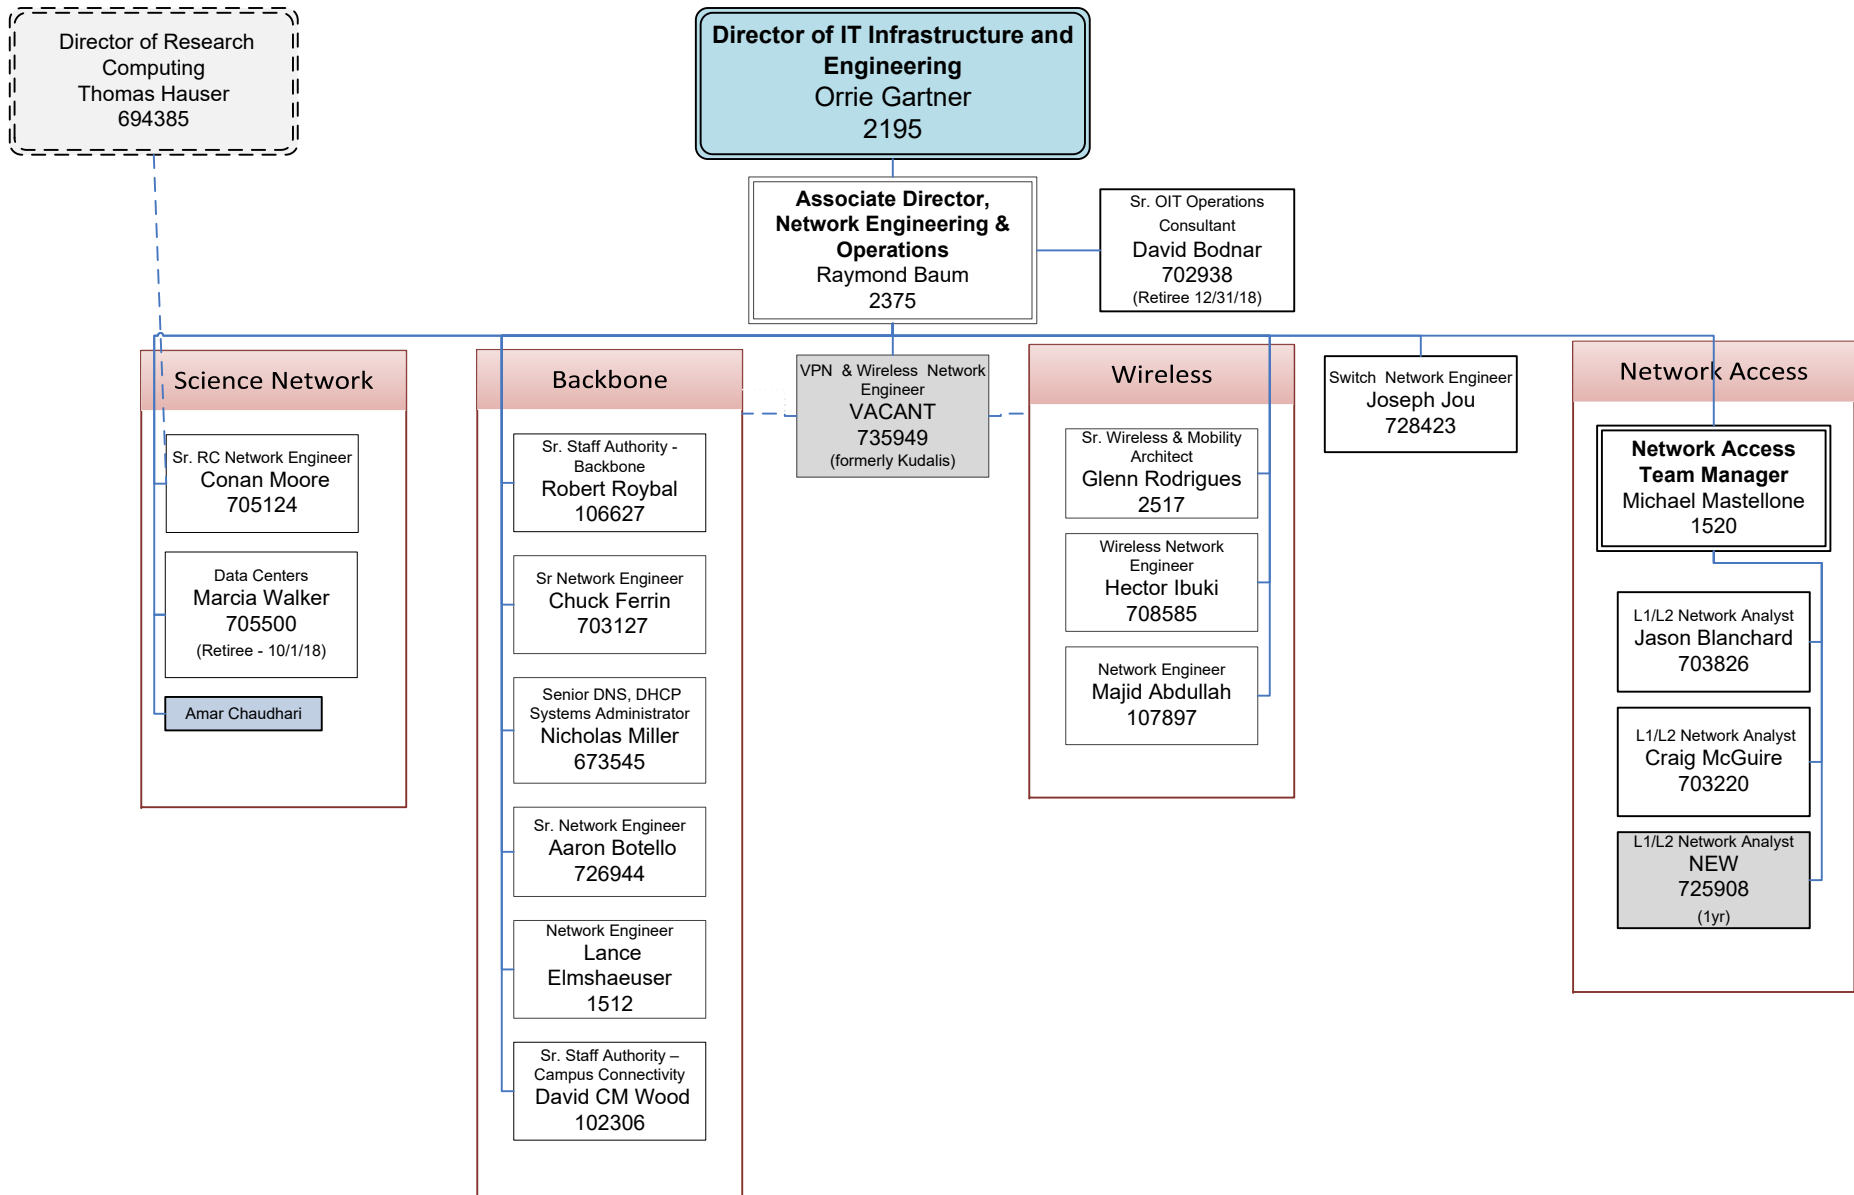 Director of Research
Computing
Thomas Hauser
694385
Director of IT Infrastructure and
Engineering
Orrie Gartner
2195
Associate Director,
Network Engineering &
Operations
Raymond Baum
2375
Sr. OIT Operations
Consultant
David Bodnar
702938
(Retiree 12/31/18)
Science Network
Sr. RC Network Engineer
Conan Moore
705124
Data Centers
Marcia Walker
705500
(Retiree - 10/1/18)
Amar Chaudhari
Backbone
Sr. Staff Authority -
Backbone
Robert Roybal
106627
Sr Network Engineer
Chuck Ferrin
703127
Senior DNS, DHCP
Systems Administrator
Nicholas Miller
673545
Sr. Network Engineer
Aaron Botello
726944
Network Engineer
Lance
Elmshaeuser
1512
Sr. Staff Authority –
Campus Connectivity
David CM Wood
102306
VPN & Wireless Network
Engineer
VACANT
735949
(formerly Kudalis)
Wireless
Sr. Wireless & Mobility
Architect
Glenn Rodrigues
2517
Wireless Network
Engineer
Hector Ibuki
708585
Network Engineer
Majid Abdullah
107897
Switch Network Engineer
Joseph Jou
728423
Network Access
Network Access
Team Manager
Michael Mastellone
1520
L1/L2 Network Analyst
Jason Blanchard
703826
L1/L2 Network Analyst
Craig McGuire
703220
L1/L2 Network Analyst
NEW
725908
(1yr)